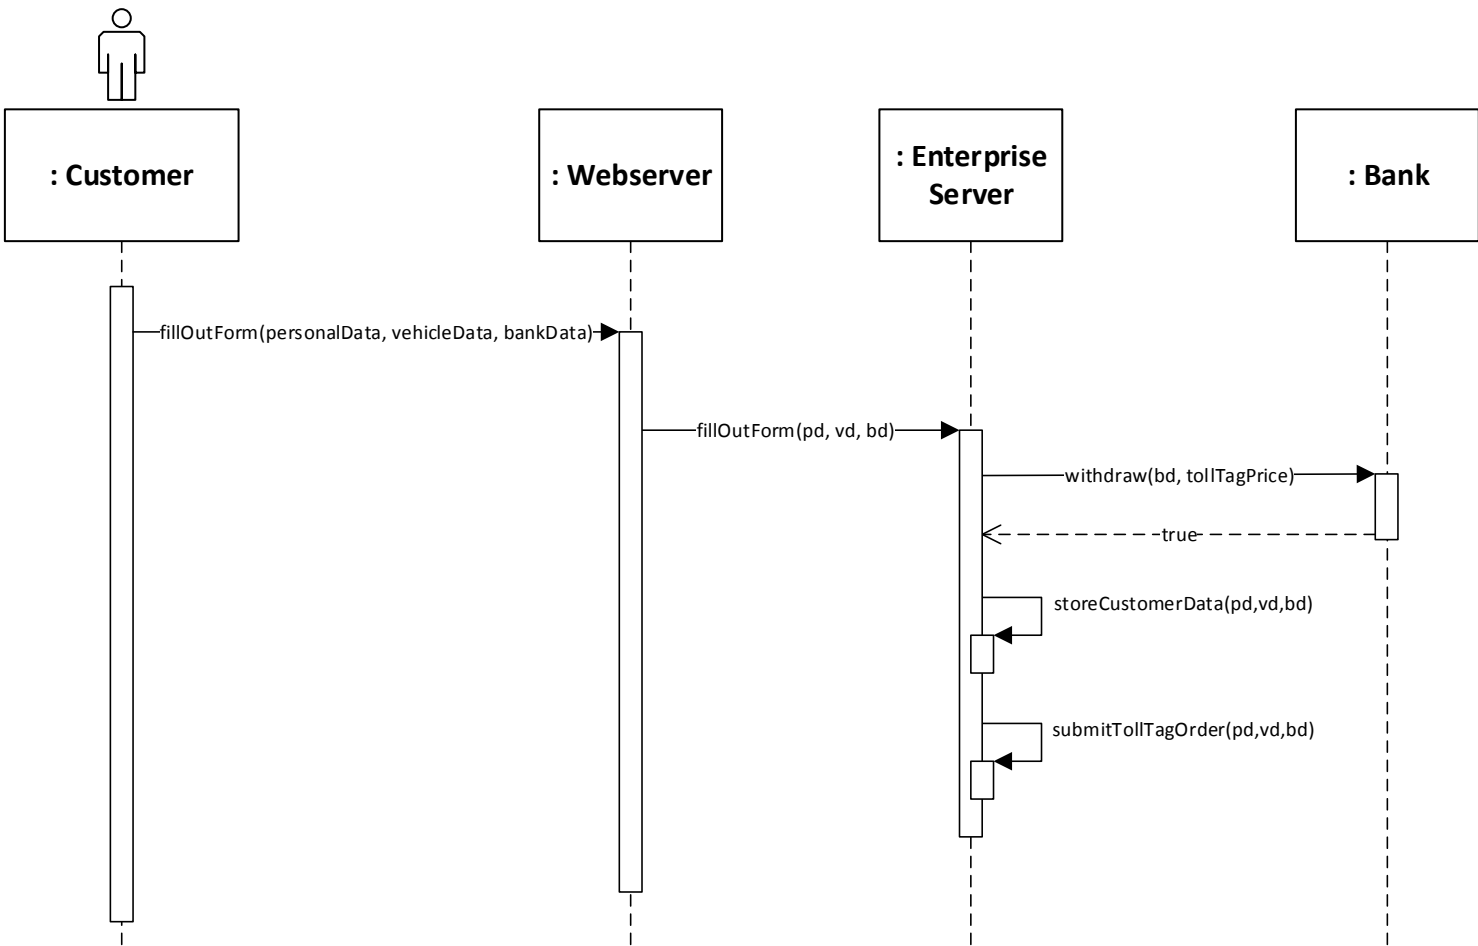 : Customer
: Webserver
: Enterprise
Server
: Bank
fillOutForm(personalData, vehicleData, bankData)
fillOutForm(pd, vd, bd)
withdraw(bd, tollTagPrice)
true
storeCustomerData(pd,vd,bd)
submitTollTagOrder(pd,vd,bd)